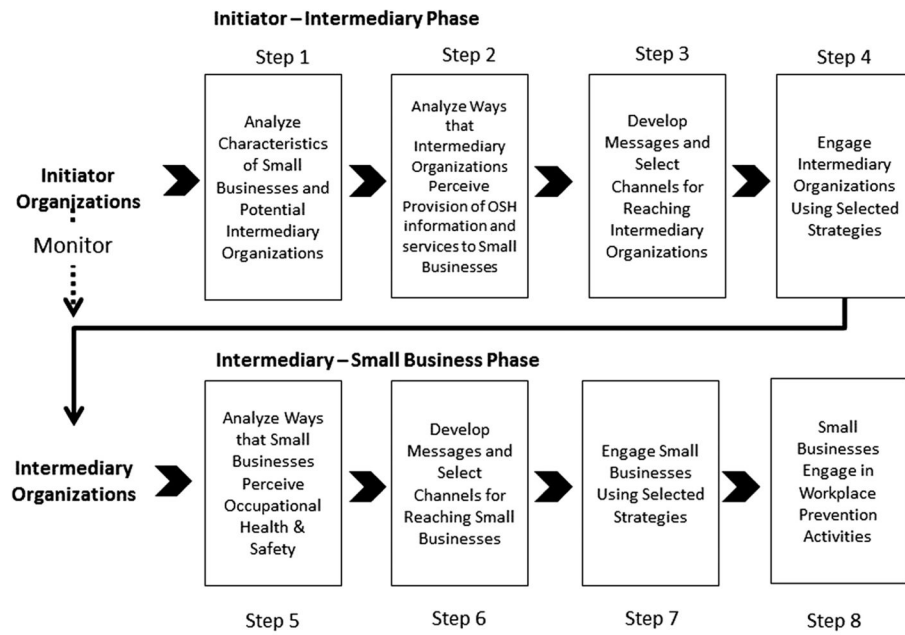 Initiator – Intermediary Phase
Step 1
Step 2
Step 3
Step 4
Initiator
Organizations
Monitor
Analyze
Characteristics
of Small
Businesses and
Potential
Intermediary
Organizations
Analyze Ways
that
Intermediary
Organizations
Perceive
Provision of OSH
information and
services to Small
Businesses
Develop
Messages and
Select
Channels for
Reaching
Intermediary
Organizations
Engage
Intermediary
Organizations
Using Selected
Strategies
Intermediary – Small Business Phase
Intermediary
Organizations
Analyze Ways
that Small
Businesses
Perceive
Occupational
Health &
Safety
Develop
Messages and
Select
Channels for
Reaching Small
Businesses
Engage Small
Businesses
Using Selected
Strategies
Small
Businesses
Engage in
Workplace
Prevention
Activities
Step 5
Step 6
Step 7
Step 8